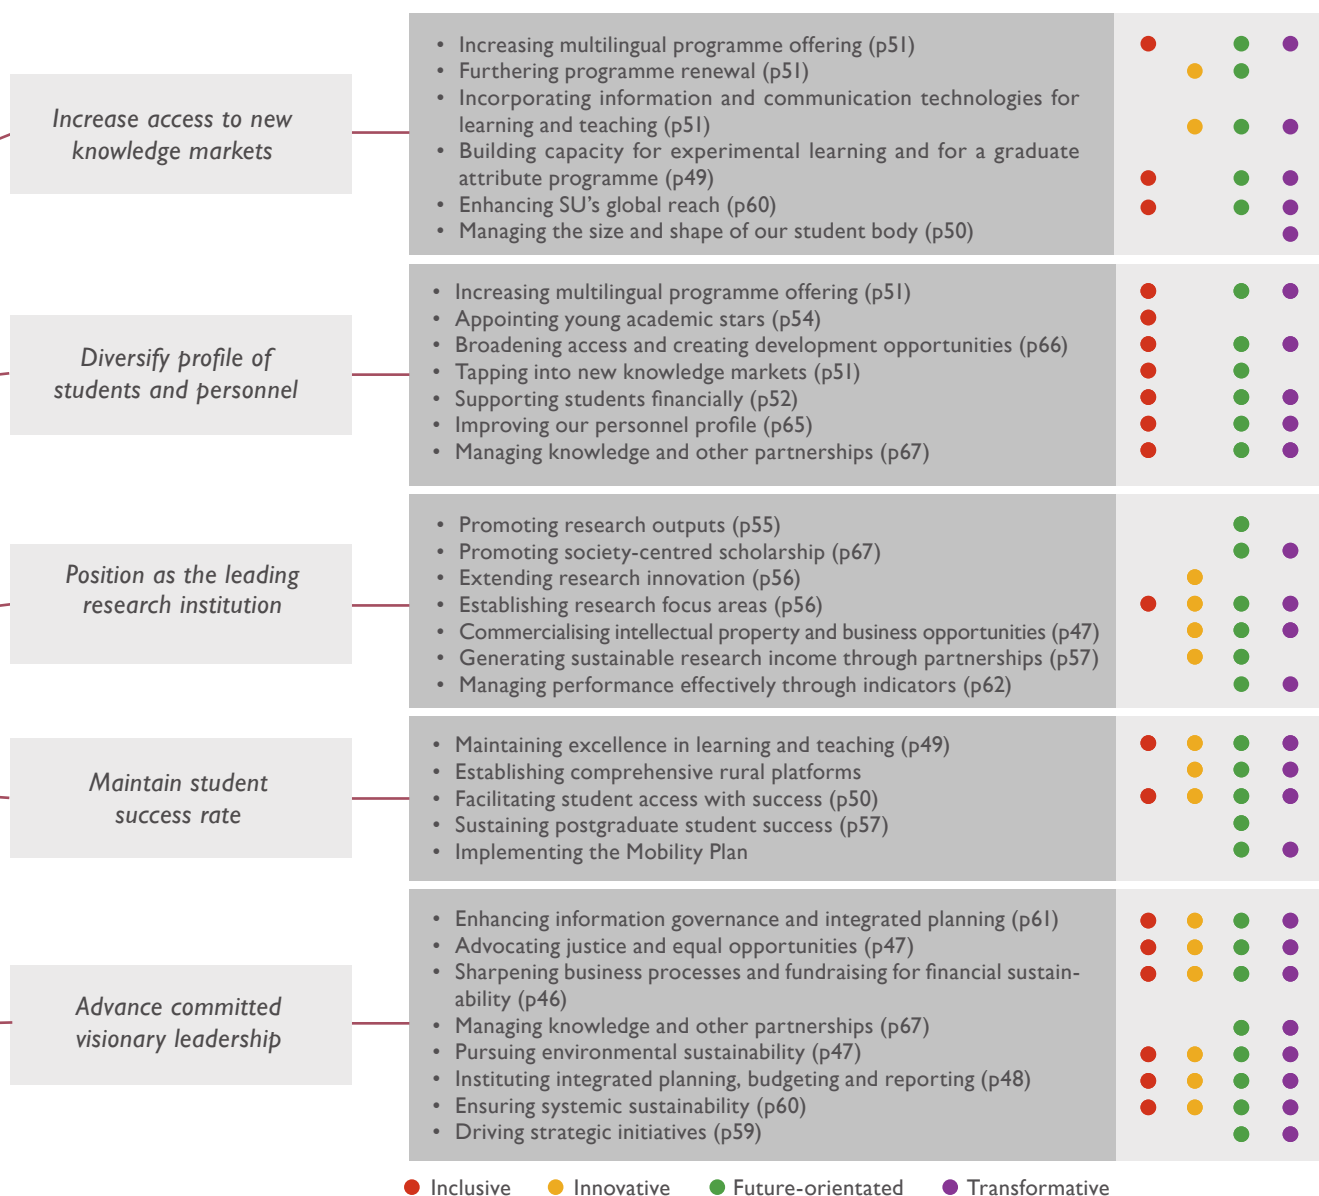 Increase access to new
knowledge markets
• Increasing multilingual programme offering (p51)
• Furthering programme renewal (p51)
• Incorporating information and communication technologies for
learning and teaching (p51)
• Building capacity for experimental learning and for a graduate
attribute programme (p49)
• Enhancing SU's global reach (p60)
• Managing the size and shape of our student body (p50)
Diversify profile of
students and personnel
• Increasing multilingual programme offering (p51)
• Appointing young academic stars (p54)
• Broadening access and creating development opportunities (p66)
• Tapping into new knowledge markets (p51)
• Supporting students financially (p52)
• Improving our personnel profile (p65)
• Managing knowledge and other partnerships (p67)
Position as the leading
research institution
• Promoting research outputs (p55)
• Promoting society-centred scholarship (p67)
• Extending research innovation (p56)
• Establishing research focus areas (p56)
• Commercialising intellectual property and business opportunities (p47)
• Generating sustainable research income through partnerships (p57)
• Managing performance effectively through indicators (p62)
Maintain student
success rate
• Maintaining excellence in learning and teaching (p49)
• Establishing comprehensive rural platforms
• Facilitating student access with success (p50)
• Sustaining postgraduate student success (p57)
• Implementing the Mobility Plan
Advance committed
visionary leadership
• Enhancing information governance and integrated planning (p61)
• Advocating justice and equal opportunities (p47)
• Sharpening business processes and fundraising for financial sustain-
ability (p46)
• Managing knowledge and other partnerships (p67)
• Pursuing environmental sustainability (p47)
• Instituting integrated planning, budgeting and reporting (p48)
• Ensuring systemic sustainability (p60)
• Driving strategic initiatives (p59)
Inclusive Innovative Future-orientated Transformative